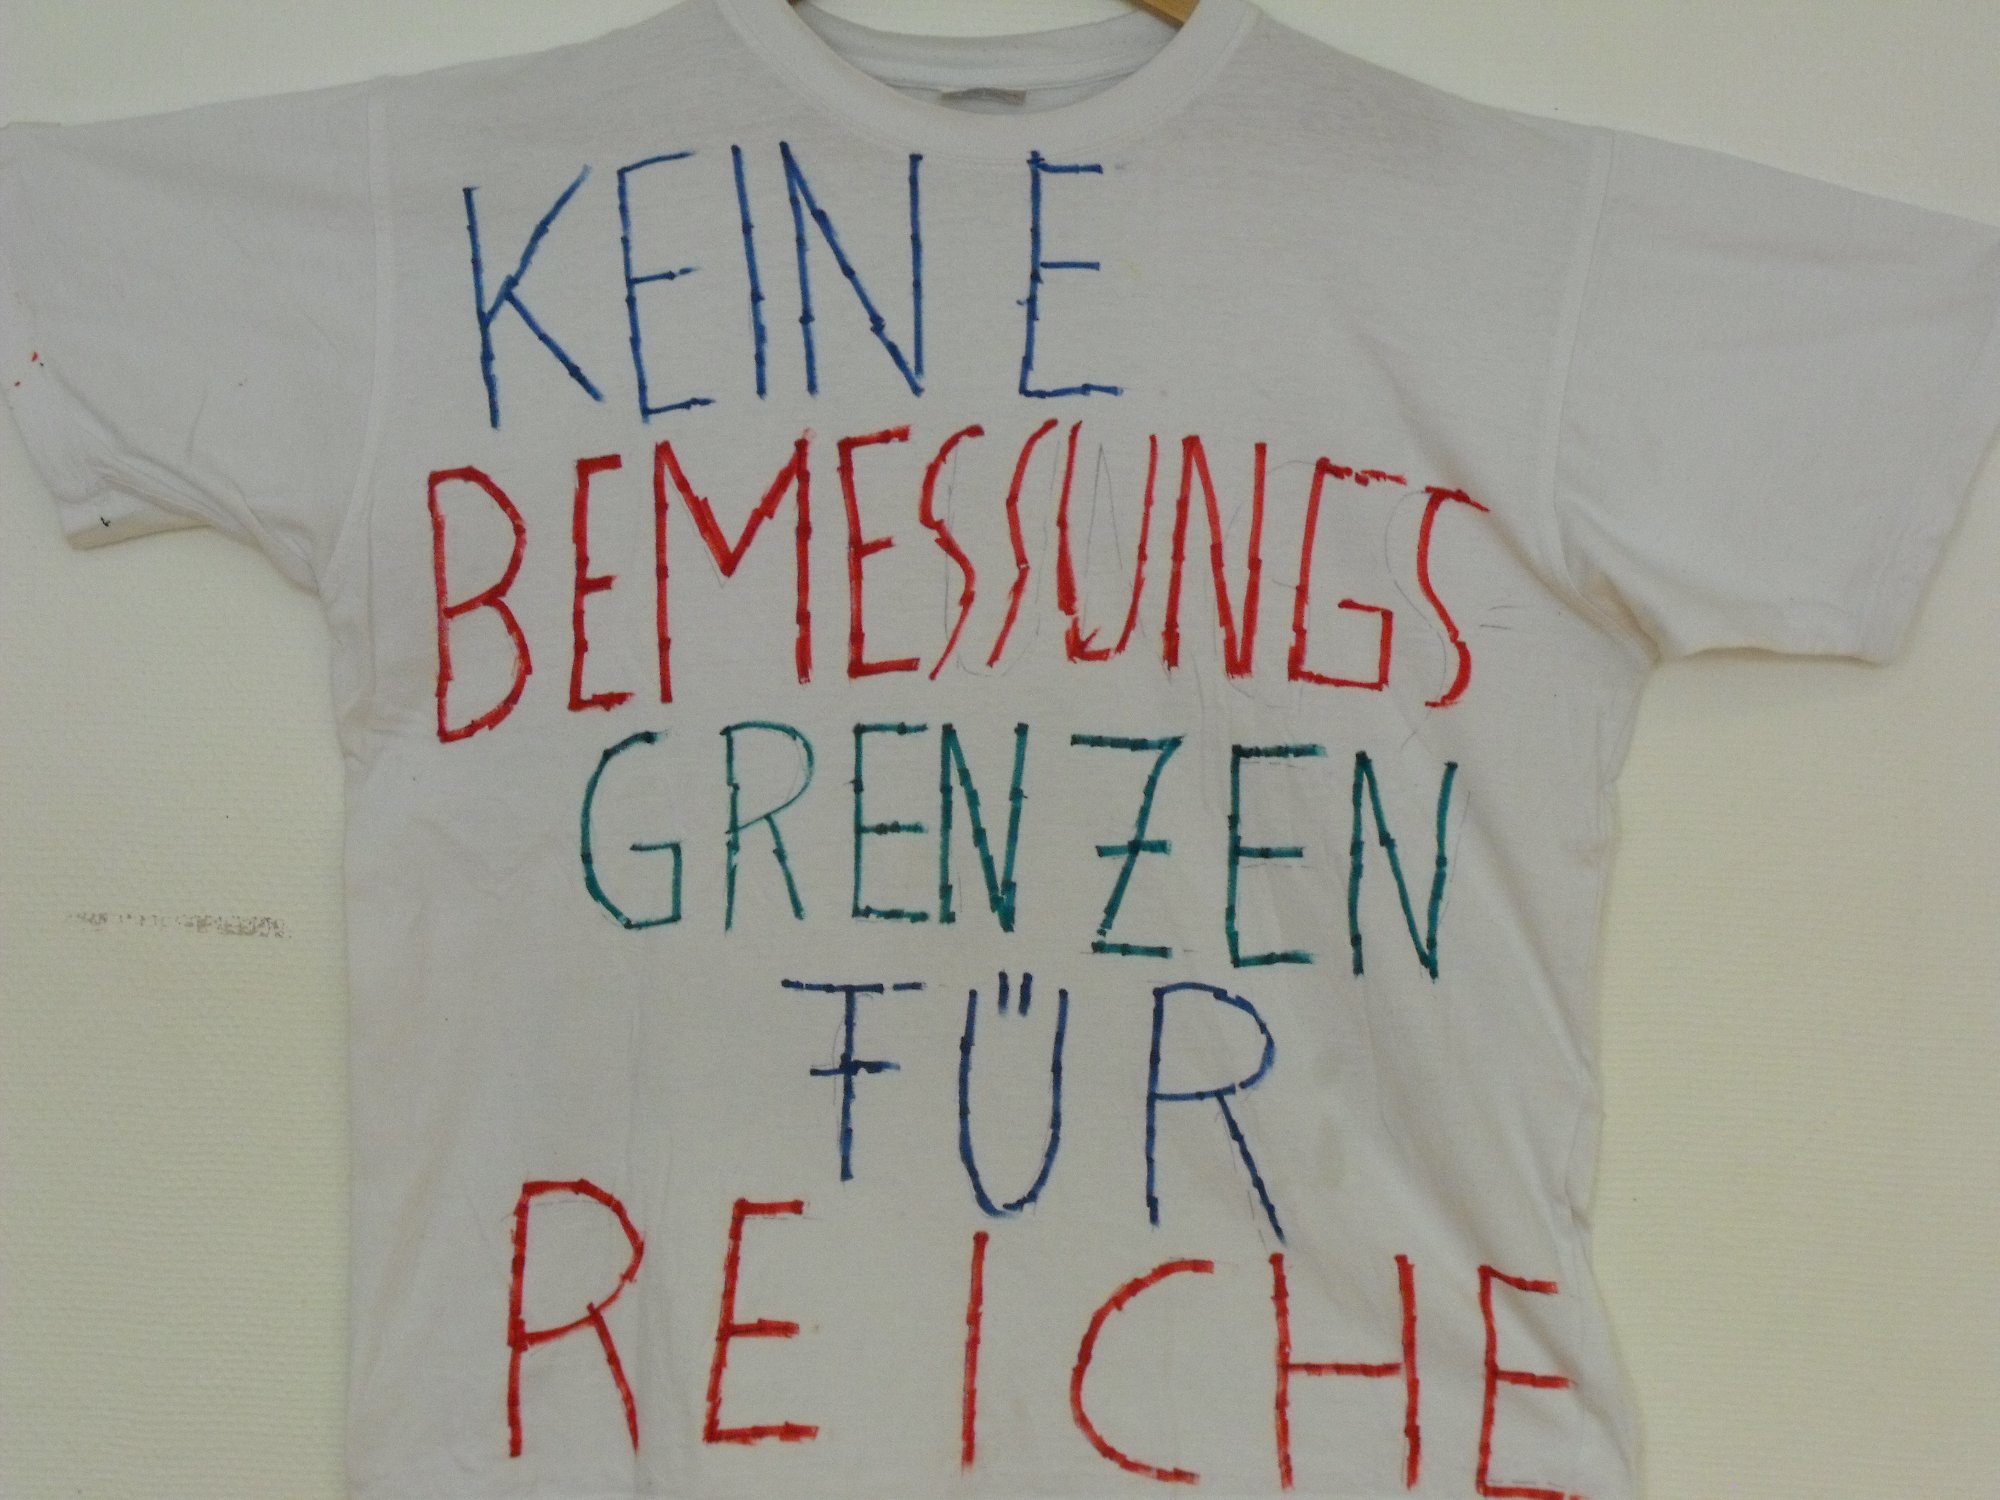 KEINE
BEMESSUNGS
GRENZEN
FÜR
REICHE